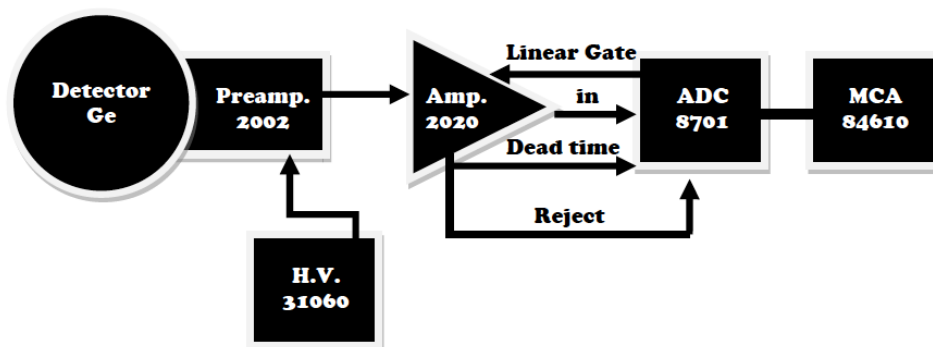 Detector
Ge
Preamp.
2002
Amp.
2020
Linear Gate
in
Dead time
Reject
ADC
8701
MCA
84610
H.V.
31060